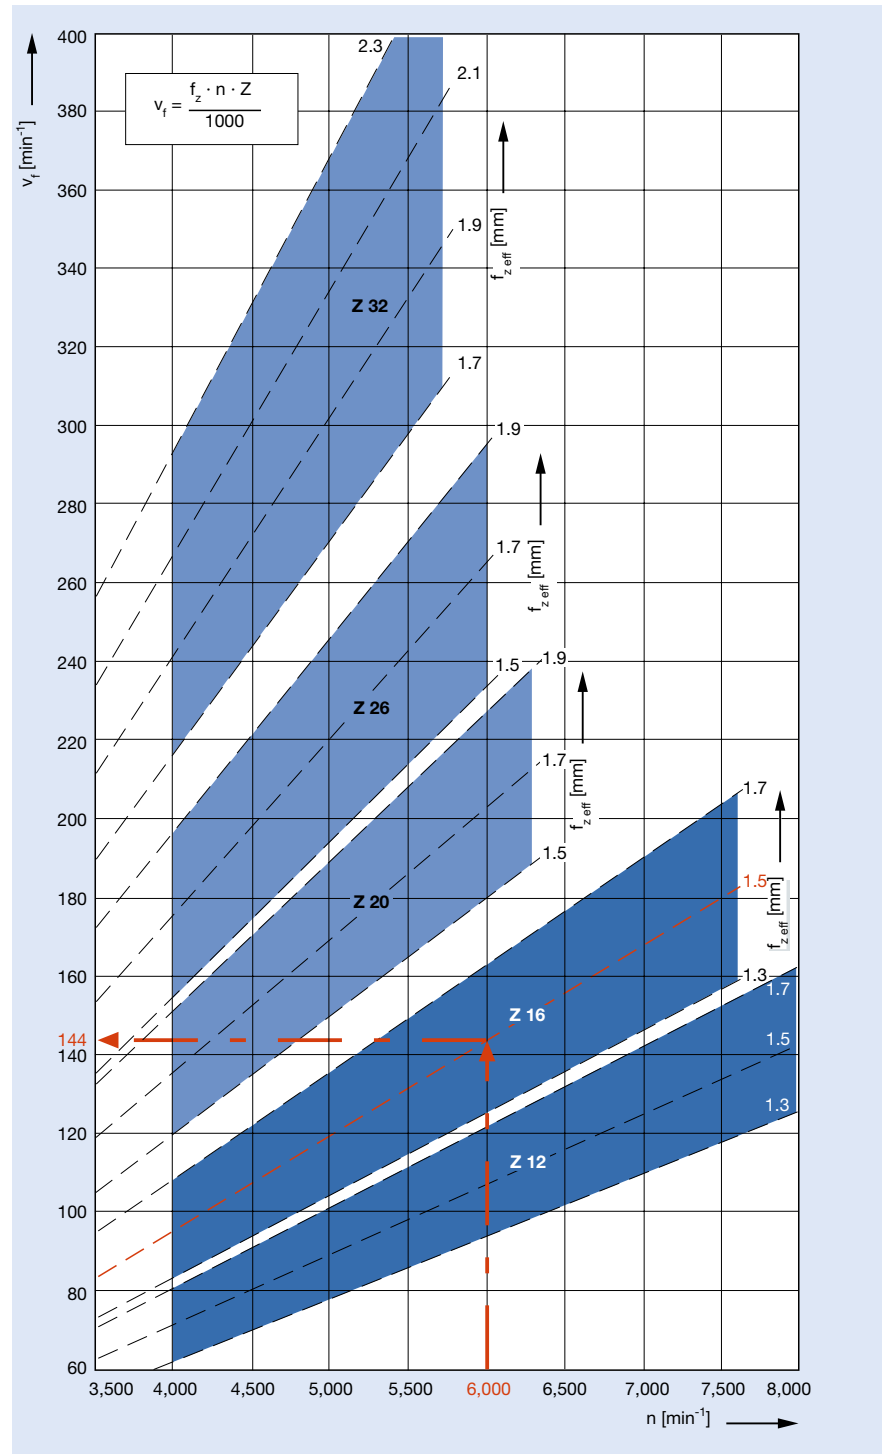 400
2.3
2.1
v_f = f_z · n · Z
1000
380
v_f [min⁻¹]
360
1.9
f_z eff [mm]
340
Z 32
320
1.7
300
1.9
280
1.7
f_z eff [mm]
260
240
1.5
1.9
Z 26
220
1.7
f_z eff [mm]
200
1.7
1.5
180
1.5
Z 20
f_z eff [mm]
160
1.3
1.7
Z 16
144
1.5
140
1.3
120
Z 12
100
80
60
3,500 4,000 4,500 5,000 5,500 6,000 6,500 7,000 7,500 8,000
n [min⁻¹]